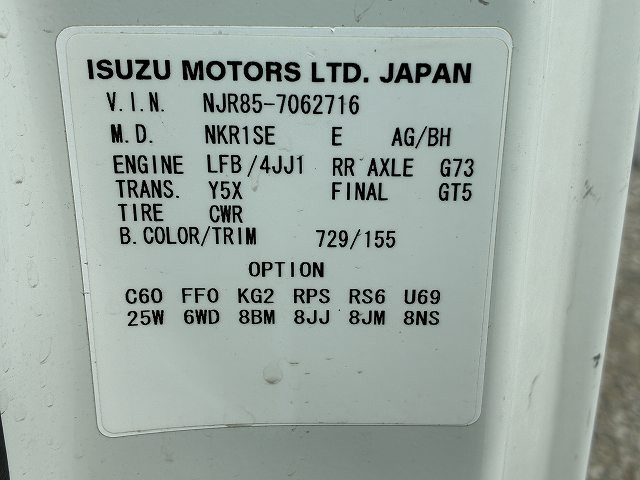 ISUZU MOTORS LTD. JAPAN
V.I.N. NJR85-7062716
M.D. NKR1SE E AG/BH
ENGINE LFB/4JJ1 RR AXLE G73
TRANS. Y5X FINAL GT5
TIRE CWR
B.COLOR/TRIM 729/155
OPTION
C60 FF0 KG2 RPS RS6 U69
25W 6WD 8BM 8JJ 8JM 8NS